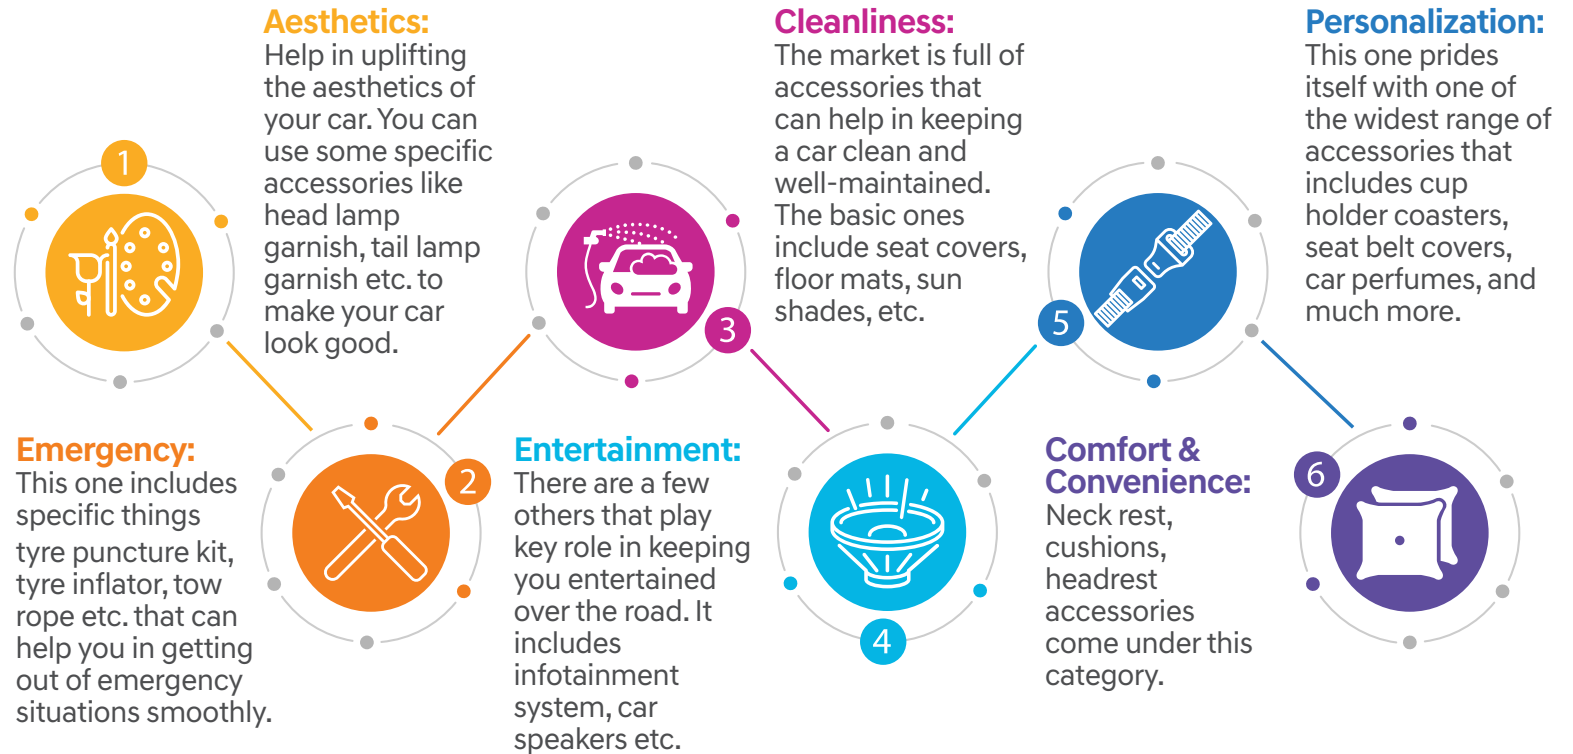 Aesthetics:
Help in uplifting
the aesthetics of
your car. You can
use some specific
accessories like
head lamp
garnish, tail lamp
garnish etc. to
make your car
look good.
1
Emergency:
This one includes
specific things
tyre puncture kit,
tyre inflator, tow
rope etc. that can
help you in getting
out of emergency
situations smoothly.
2
Cleanliness:
The market is full of
accessories that
can help in keeping
a car clean and
well-maintained.
The basic ones
include seat covers,
floor mats, sun
shades, etc.
3
Entertainment:
There are a few
others that play
key role in keeping
you entertained
over the road. It
includes
infotainment
system, car
speakers etc.
4
Personalization:
This one prides
itself with one of
the widest range of
accessories that
includes cup
holder coasters,
seat belt covers,
car perfumes, and
much more.
5
Comfort &
Convenience:
Neck rest,
cushions,
headrest
accessories
come under this
category.
6